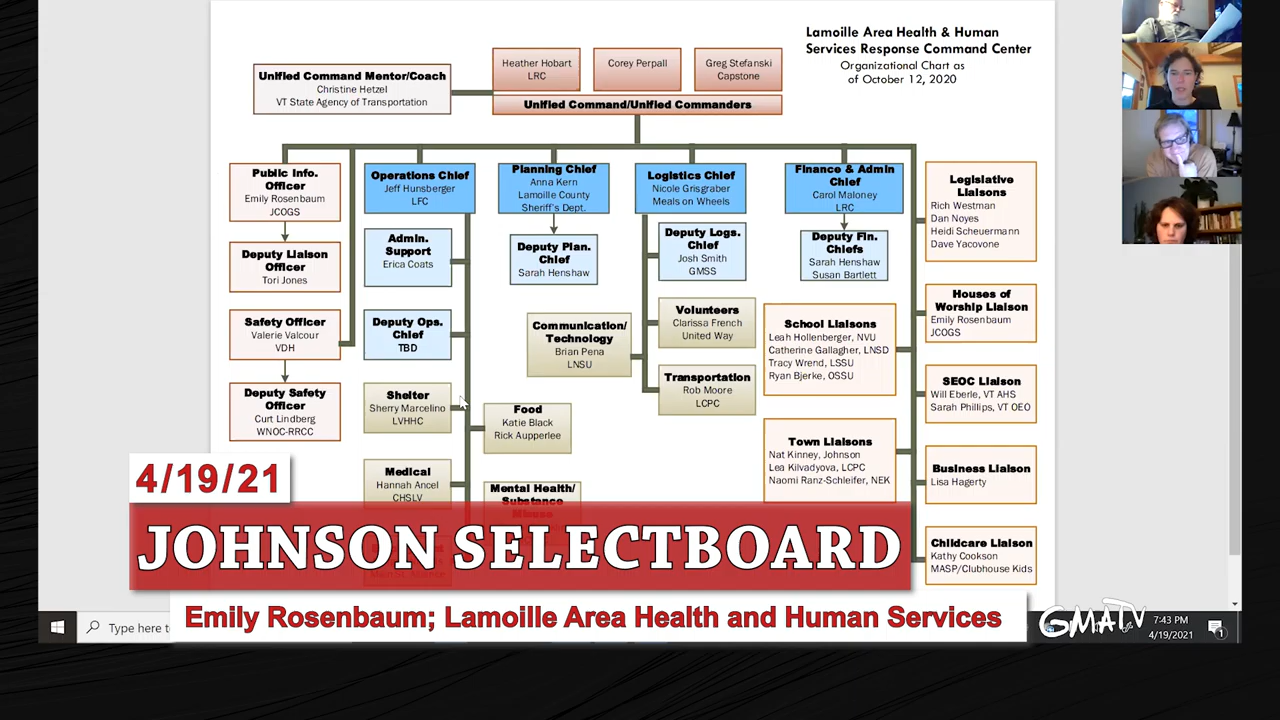 Lamoille Area Health & Human
Services Response Command Center
Organizational Chart as
of October 12, 2020
Unified Command Mentor/Coach
Christine Hetzel
VT State Agency of Transportation
Heather Hobart
LRC
Corey Perpall
Greg Stefanski
Capstone
Unified Command/Unified Commanders
Public Info.
Officer
Emily Rosenbaum
JCOGS
Operations Chief
Jeff Hunsberger
LFC
Planning Chief
Anna Kern
Lamoille County
Sheriff's Dept.
Logistics Chief
Nicole Grisgraber
Meals on Wheels
Finance & Admin
Chief
Carol Maloney
LRC
Legislative
Liaisons
Rich Westman
Dan Noyes
Heidi Scheuermann
Dave Yacovone
Deputy Liaison
Officer
Tori Jones
Admin.
Support
Erica Coats
Deputy Plan.
Chief
Sarah Henshaw
Deputy Logs.
Chief
Josh Smith
GMSS
Deputy Fin.
Chiefs
Sarah Henshaw
Susan Bartlett
Safety Officer
Valerie Valcour
VDH
Deputy Ops.
Chief
TBD
Communication/
Technology
Brian Pena
LNSU
Volunteers
Clarissa French
United Way
School Liaisons
Leah Hollenberger, NVU
Catherine Gallagher, LNSD
Tracy Wrend, LSSU
Ryan Bjerke, OSSU
Houses of
Worship Liaison
Emily Rosenbaum
JCOGS
Deputy Safety
Officer
Curt Lindberg
WNOC-RRCC
Shelter
Sherry Marcelino
LVHHC
Food
Katie Black
Rick Aupperlee
Transportation
Rob Moore
LCPC
SEOC Liaison
Will Eberle, VT AHS
Sarah Phillips, VT OEO
Town Liaisons
Nat Kinney, Johnson
Lea Kilvadyova, LCPC
Naomi Ranz-Schleifer, NEK
Medical
Hannah Ancel
CHSLV
Mental Health/
Substance
Misuse
Business Liaison
Lisa Hagerty
Childcare Liaison
Kathy Cookson
MASP/Clubhouse Kids
4/19/21
JOHNSON SELECTBOARD
Emily Rosenbaum; Lamoille Area Health and Human Services
Type here to
GMATV
7:43 PM
4/19/2021
1